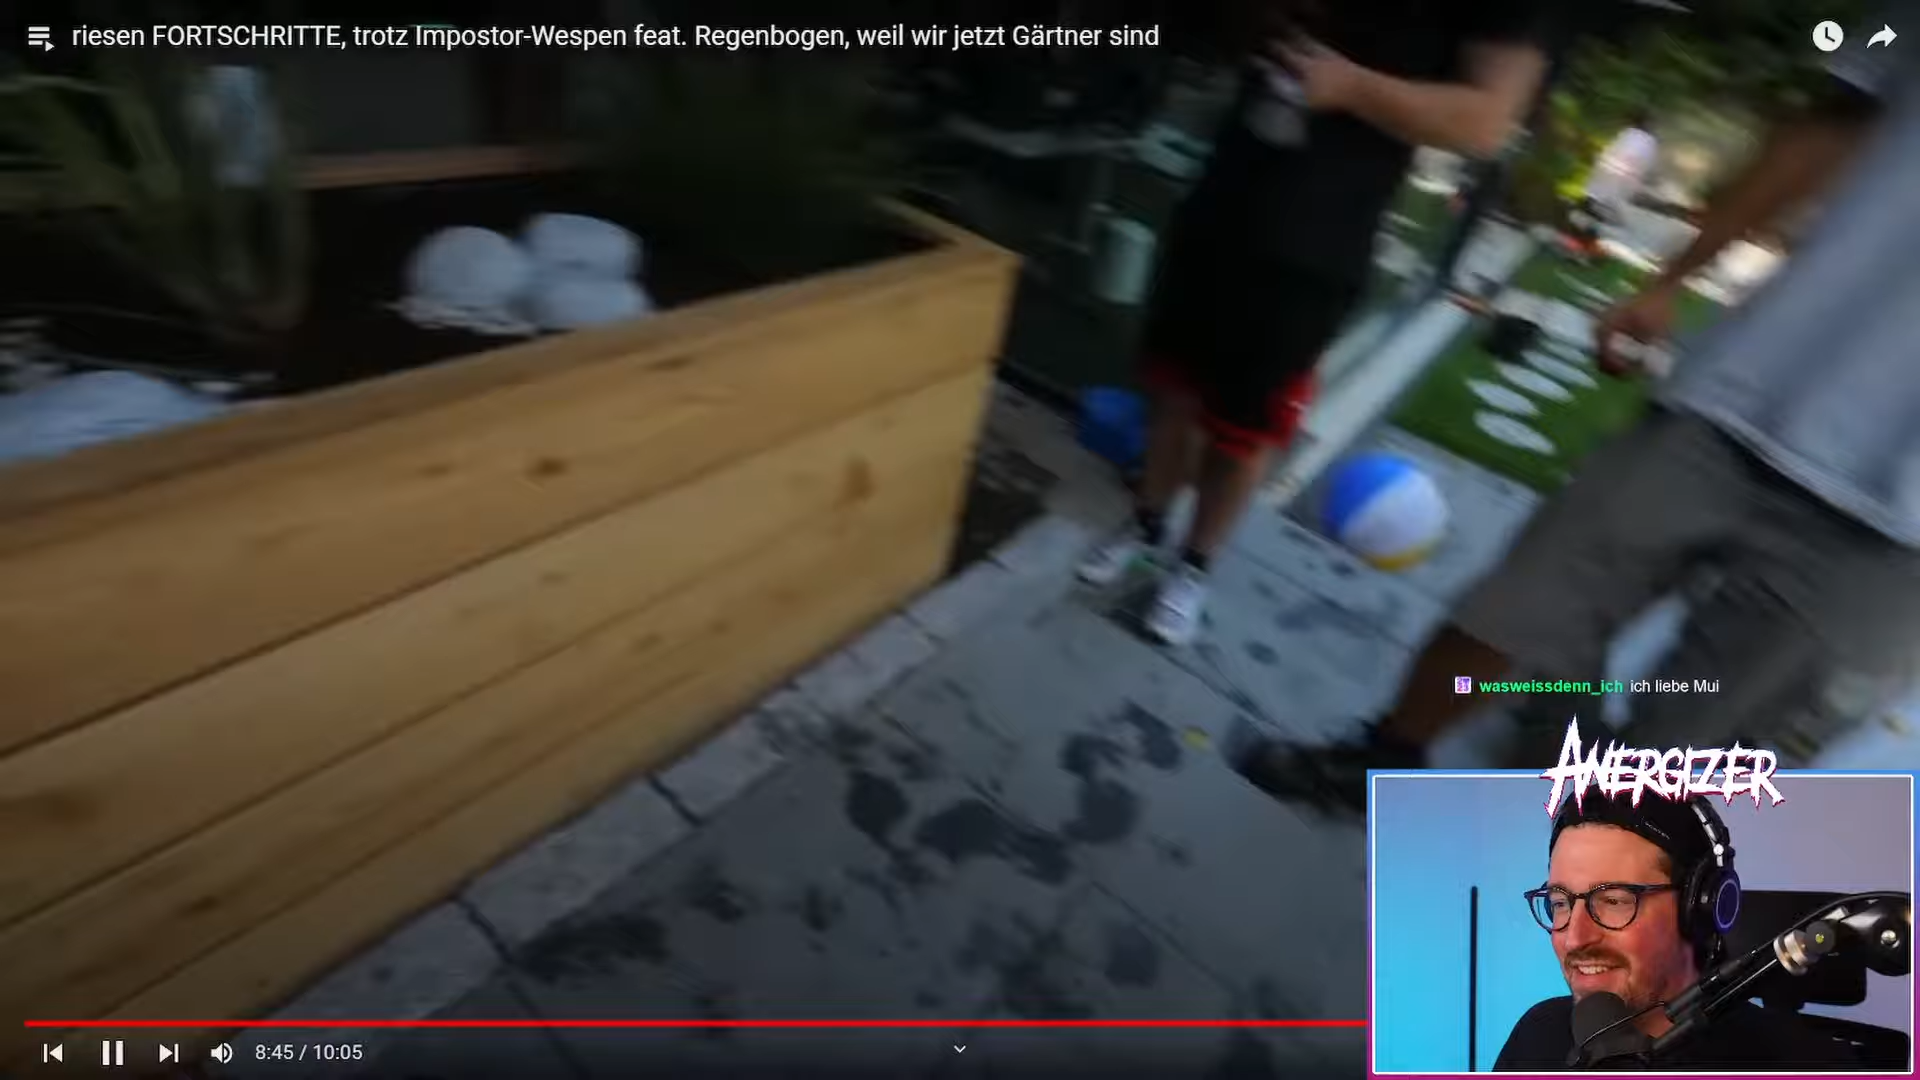 riesen FORTSCHRITTE, trotz Impostor-Wespen feat. Regenbogen, weil wir jetzt Gärtner sind
wasweissdenn_ich ich liebe Mui
ANERGIZER
8:45 / 10:05